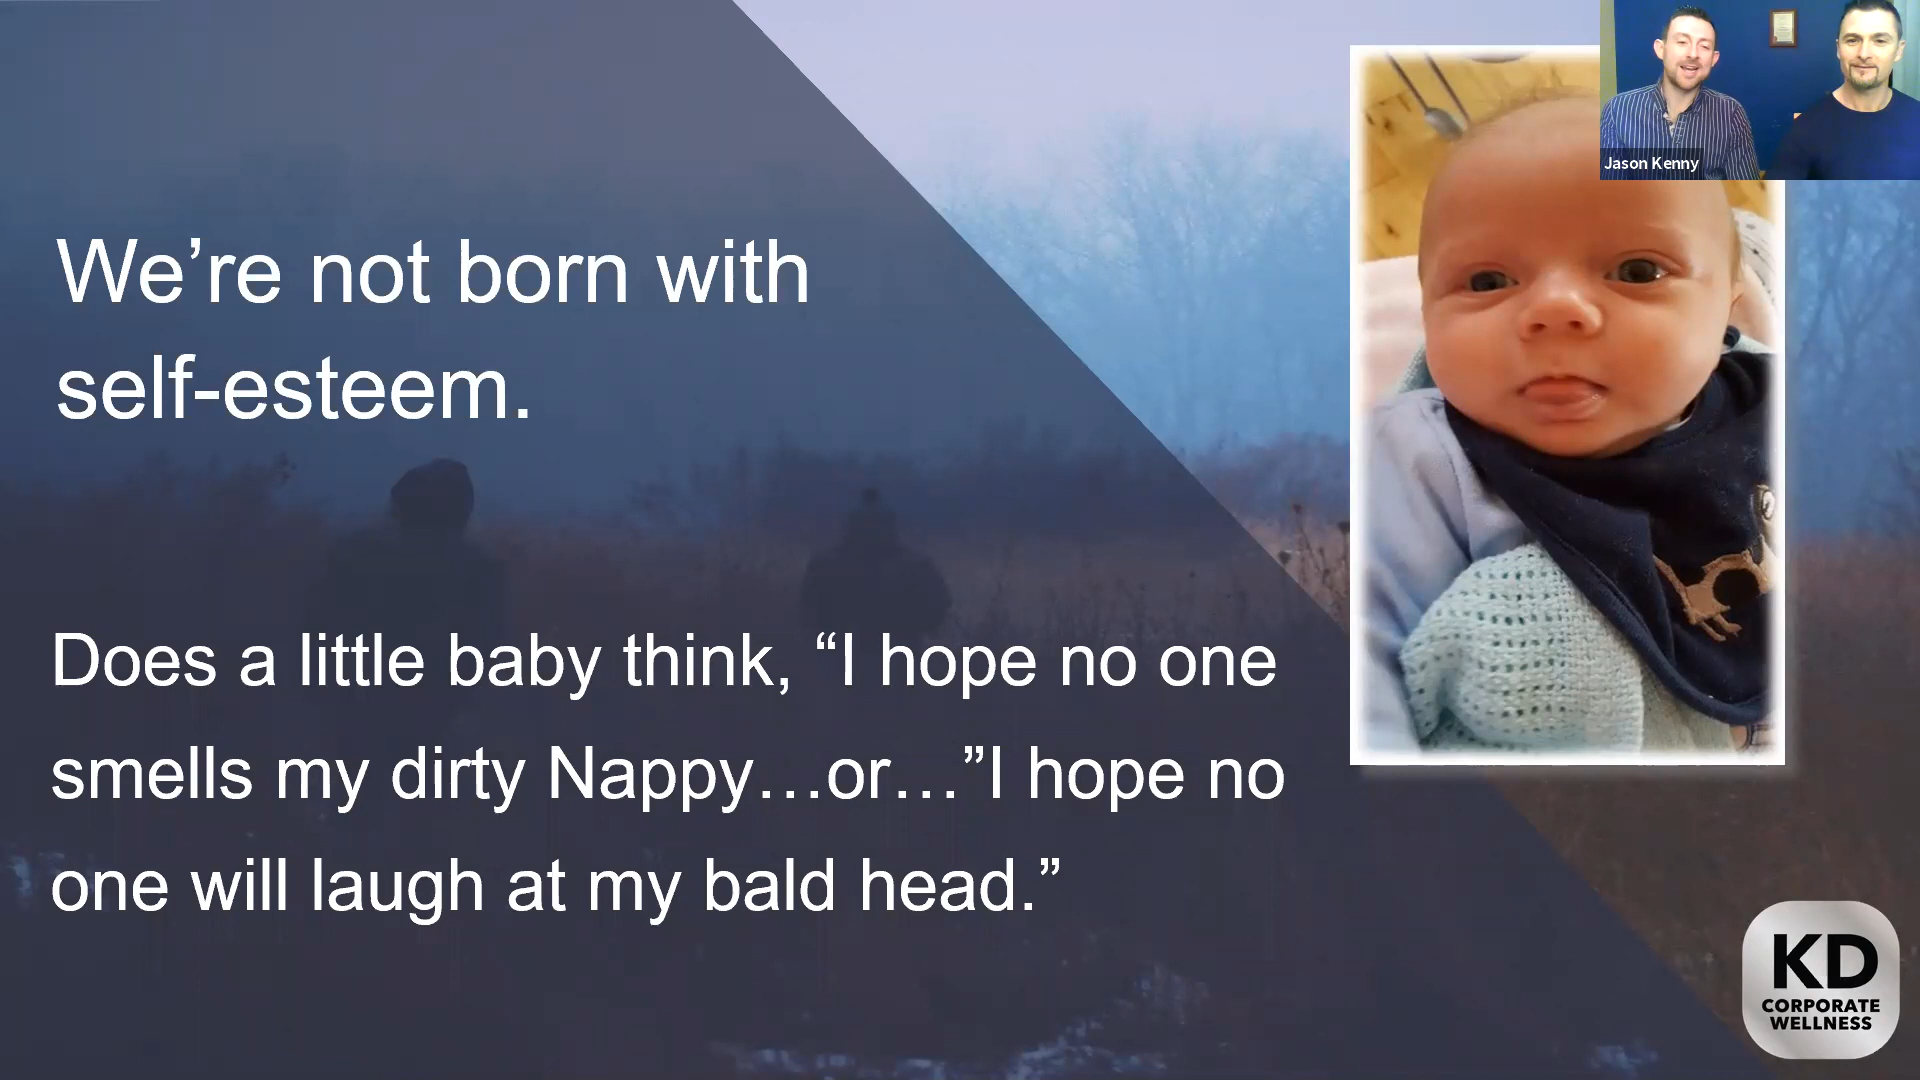 Jason Kenny
We’re not born with
self-esteem.
Does a little baby think, “I hope no one
smells my dirty Nappy…or…”I hope no
one will laugh at my bald head.”
KD
CORPORATE
WELLNESS